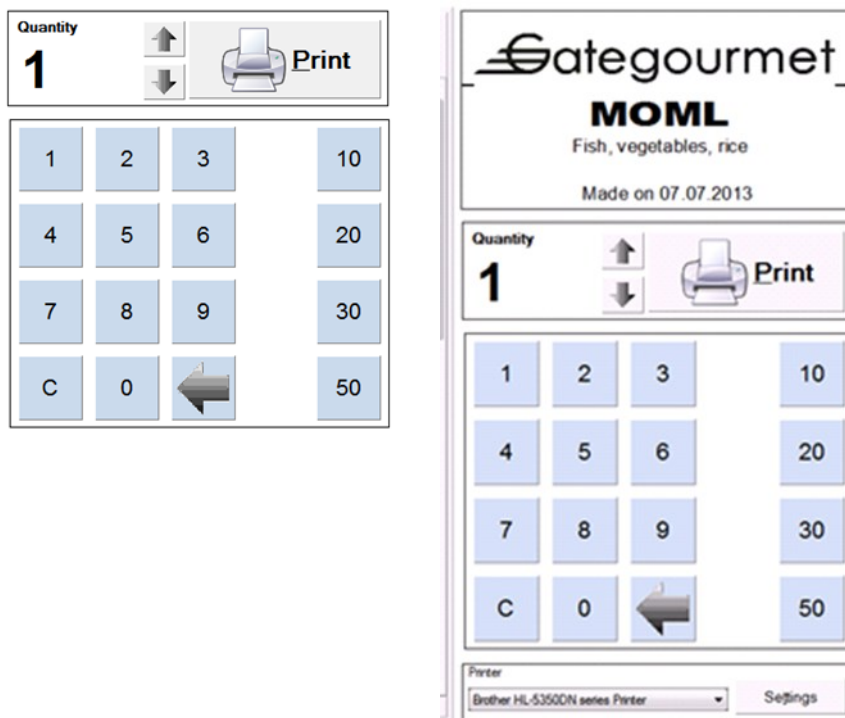 Quantity
1
Print
1 2 3 10
4 5 6 20
7 8 9 30
C 0 50
Gategourmet
MOML
Fish, vegetables, rice
Made on 07.07.2013
Quantity
1
Print
1 2 3 10
4 5 6 20
7 8 9 30
C 0 50
Printer
Brother HL-5350DN series Printer
Settings